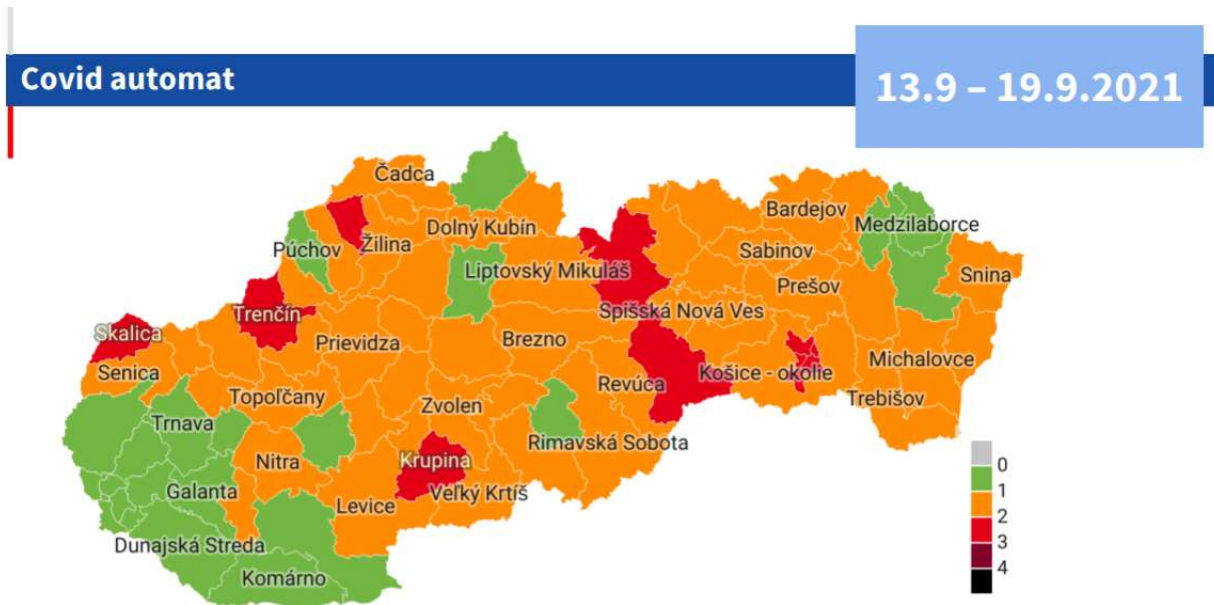 Covid automat
13.9 – 19.9.2021
Čadca
Bardejov
Medzilaborce
Dolný Kubín
Púchov
Žilina
Sabinov
Liptovský Mikuláš
Snina
Prešov
Trenčín
Spišská Nová Ves
Skalica
Prievidza
Brezno
Michalovce
Senica
Košice - okolie
Revúca
Topoľčany
Trebišov
Zvolen
Trnava
Rimavská Sobota
Nitra
Krupina
0
Galanta
1
Veľký Krtíš
Levice
2
Dunajská Streda
3
4
Komárno